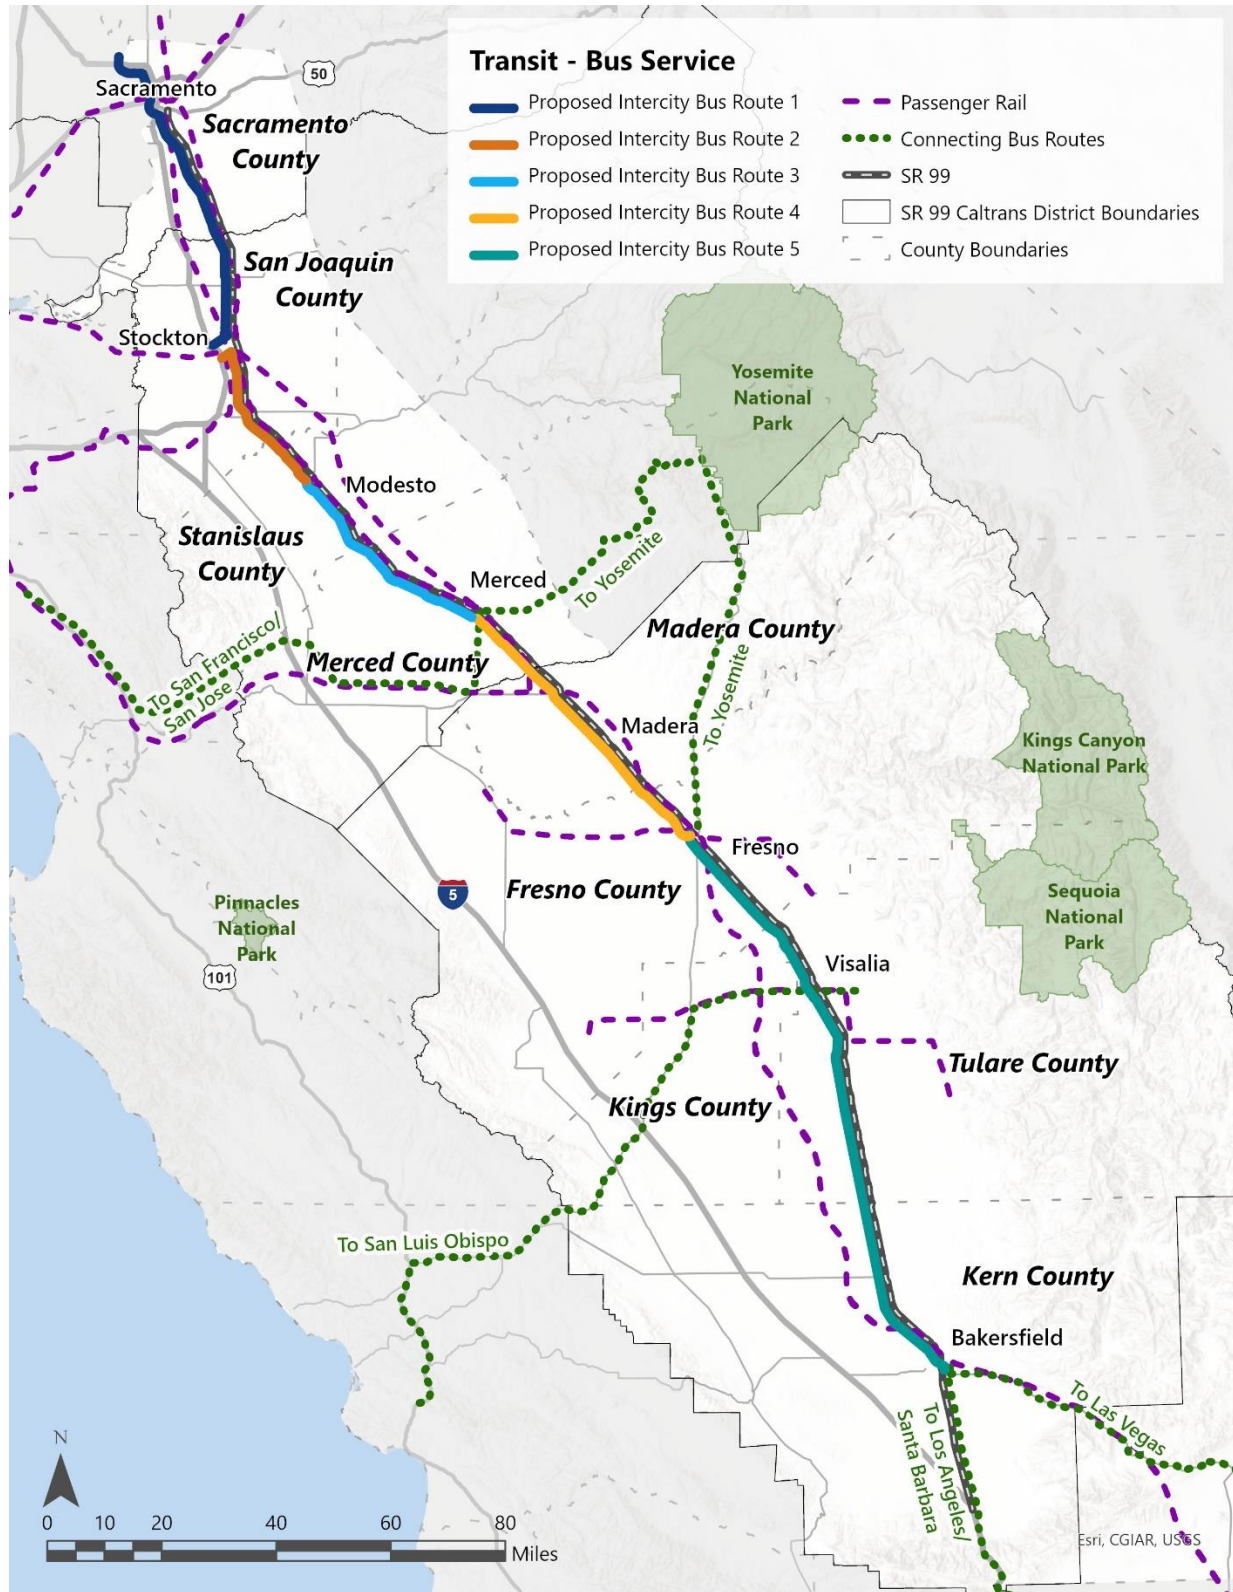 Transit - Bus Service
Proposed Intercity Bus Route 1
Proposed Intercity Bus Route 2
Proposed Intercity Bus Route 3
Proposed Intercity Bus Route 4
Proposed Intercity Bus Route 5
Passenger Rail
Connecting Bus Routes
SR 99
SR 99 Caltrans District Boundaries
County Boundaries
50
Sacramento
Sacramento
County
San Joaquin
County
Stockton
Yosemite
National
Park
Modesto
Stanislaus
County
Merced
To Yosemite
Madera County
Merced County
To San Francisco/
San Jose
Madera
To Yosemite
Kings Canyon
National Park
Fresno
Fresno County
5
Sequoia
National
Park
Pinnacles
National
Park
101
Visalia
Tulare County
Kings County
To San Luis Obispo
Kern County
Bakersfield
To Las Vegas
To Los Angeles/
Santa Barbara
N
0 10 20 40 60 80
Miles
Esri, CGIAR, USGS